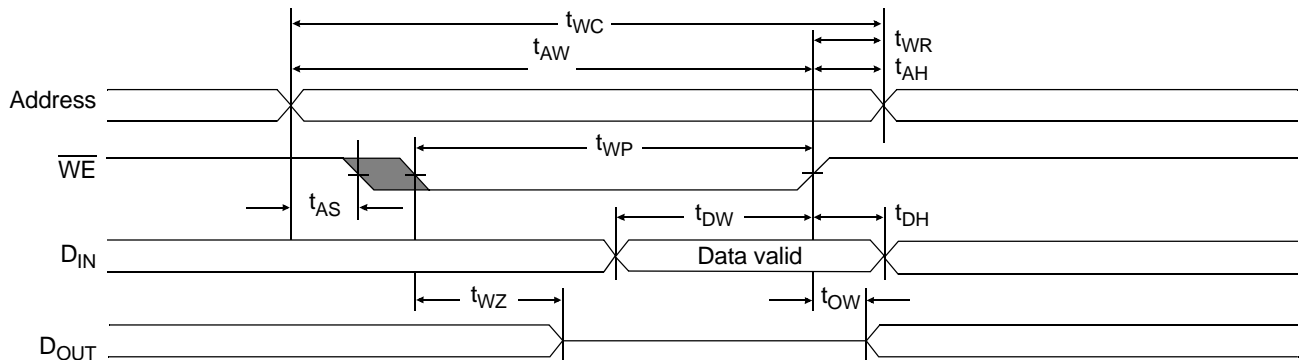 tWC
tWR
tAW
tAH
Address
tWP
WE
tAS
tDW
tDH
DIN
Data valid
tWZ
tOW
DOUT